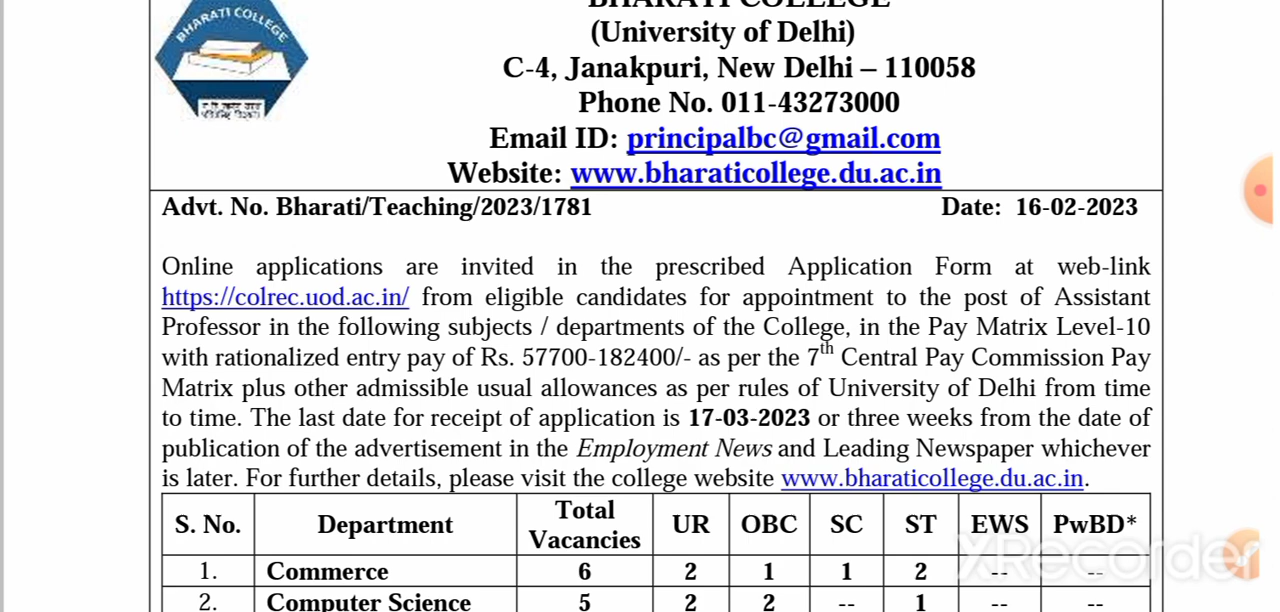 BHARATI COLLEGE
BHARATI COLLEGE
(University of Delhi)
C-4, Janakpuri, New Delhi – 110058
Phone No. 011-43273000
Email ID: principalbc@gmail.com
Website: www.bharaticollege.du.ac.in
Advt. No. Bharati/Teaching/2023/1781 Date: 16-02-2023
Online applications are invited in the prescribed Application Form at web-link
https://colrec.uod.ac.in/ from eligible candidates for appointment to the post of Assistant
Professor in the following subjects / departments of the College, in the Pay Matrix Level-10
with rationalized entry pay of Rs. 57700-182400/- as per the 7th Central Pay Commission Pay
Matrix plus other admissible usual allowances as per rules of University of Delhi from time
to time. The last date for receipt of application is 17-03-2023 or three weeks from the date of
publication of the advertisement in the Employment News and Leading Newspaper whichever
is later. For further details, please visit the college website www.bharaticollege.du.ac.in.
S. No. Department Total Vacancies UR OBC SC ST EWS PwBD*
1. Commerce 6 2 1 1 2 -- --
2. Computer Science 5 2 2 -- 1 -- --
XRecorder